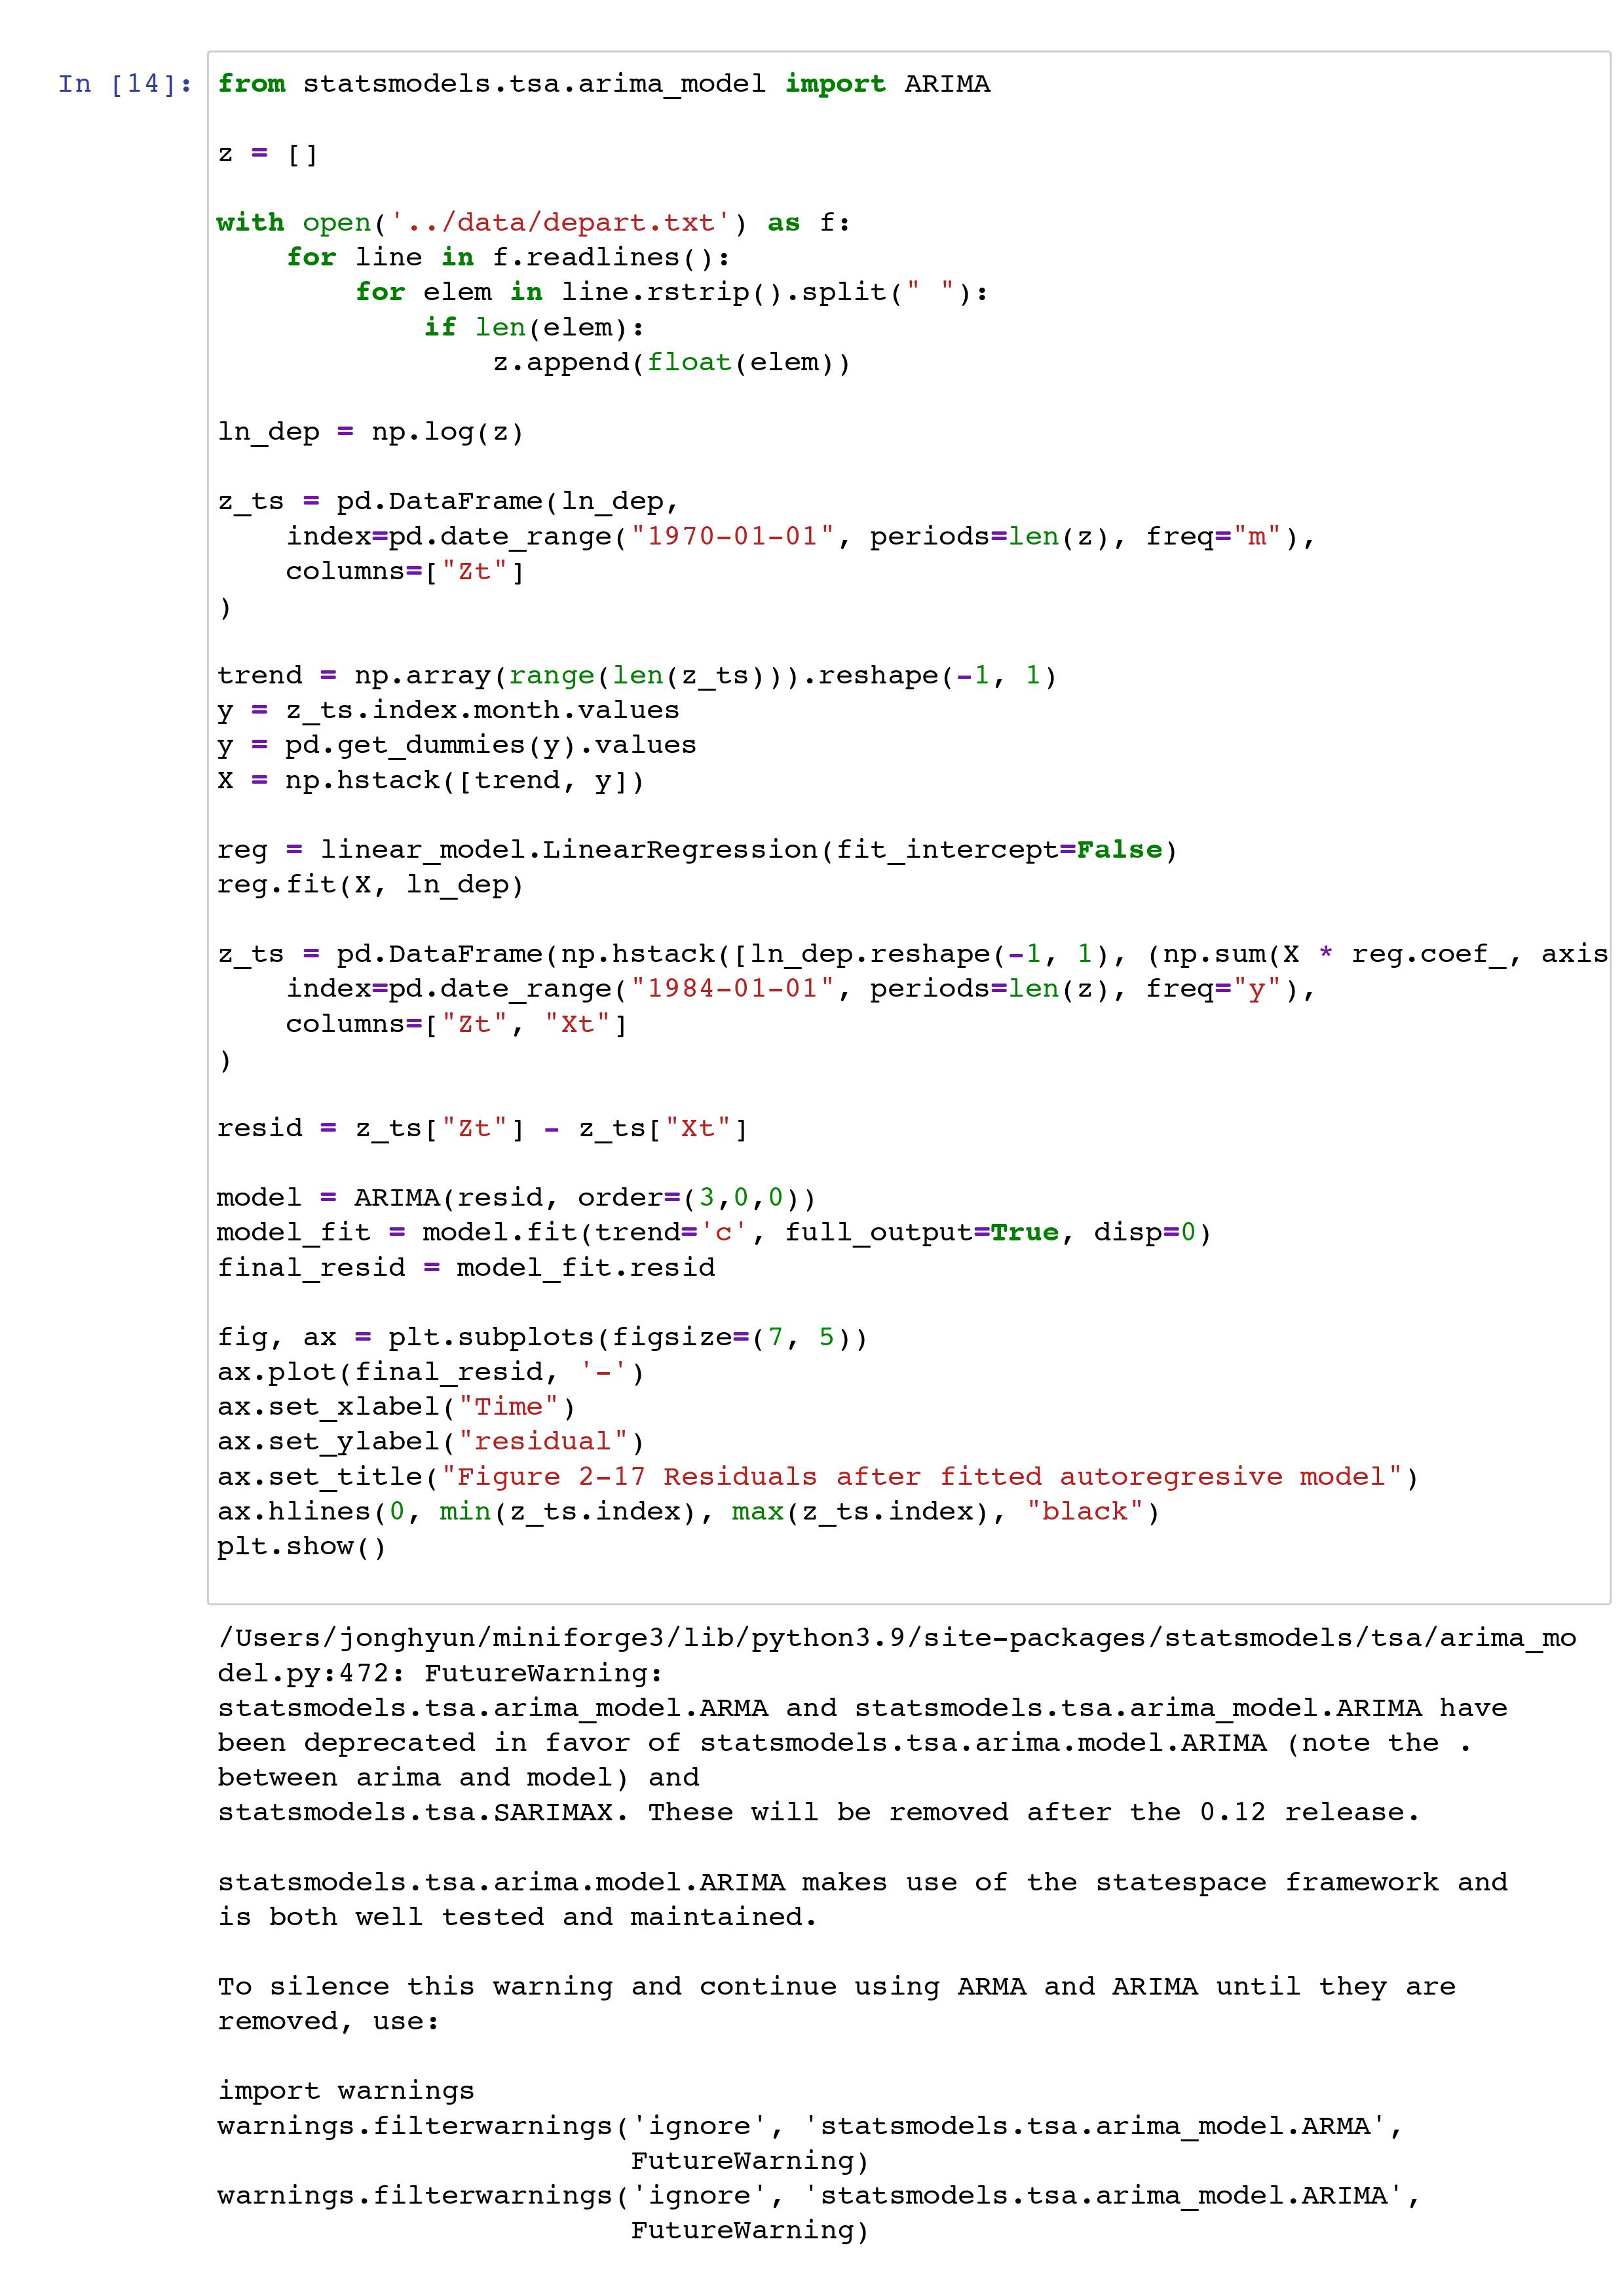 In [14]: from statsmodels.tsa.arima_model import ARIMA

z = []

with open('../data/depart.txt') as f:
    for line in f.readlines():
        for elem in line.rstrip().split(" "):
            if len(elem):
                z.append(float(elem))

ln_dep = np.log(z)

z_ts = pd.DataFrame(ln_dep,
    index=pd.date_range("1970-01-01", periods=len(z), freq="m"),
    columns=["Zt"]
)

trend = np.array(range(len(z_ts))).reshape(-1, 1)
y = z_ts.index.month.values
y = pd.get_dummies(y).values
X = np.hstack([trend, y])

reg = linear_model.LinearRegression(fit_intercept=False)
reg.fit(X, ln_dep)

z_ts = pd.DataFrame(np.hstack([ln_dep.reshape(-1, 1), (np.sum(X * reg.coef_, axis
    index=pd.date_range("1984-01-01", periods=len(z), freq="y"),
    columns=["Zt", "Xt"]
)

resid = z_ts["Zt"] - z_ts["Xt"]

model = ARIMA(resid, order=(3,0,0))
model_fit = model.fit(trend='c', full_output=True, disp=0)
final_resid = model_fit.resid

fig, ax = plt.subplots(figsize=(7, 5))
ax.plot(final_resid, '-')
ax.set_xlabel("Time")
ax.set_ylabel("residual")
ax.set_title("Figure 2-17 Residuals after fitted autoregresive model")
ax.hlines(0, min(z_ts.index), max(z_ts.index), "black")
plt.show()

/Users/jonghyun/miniforge3/lib/python3.9/site-packages/statsmodels/tsa/arima_mo
del.py:472: FutureWarning:
statsmodels.tsa.arima_model.ARMA and statsmodels.tsa.arima_model.ARIMA have
been deprecated in favor of statsmodels.tsa.arima.model.ARIMA (note the .
between arima and model) and
statsmodels.tsa.SARIMAX. These will be removed after the 0.12 release.

statsmodels.tsa.arima.model.ARIMA makes use of the statespace framework and
is both well tested and maintained.

To silence this warning and continue using ARMA and ARIMA until they are
removed, use:

import warnings
warnings.filterwarnings('ignore', 'statsmodels.tsa.arima_model.ARMA',
                        FutureWarning)
warnings.filterwarnings('ignore', 'statsmodels.tsa.arima_model.ARIMA',
                        FutureWarning)